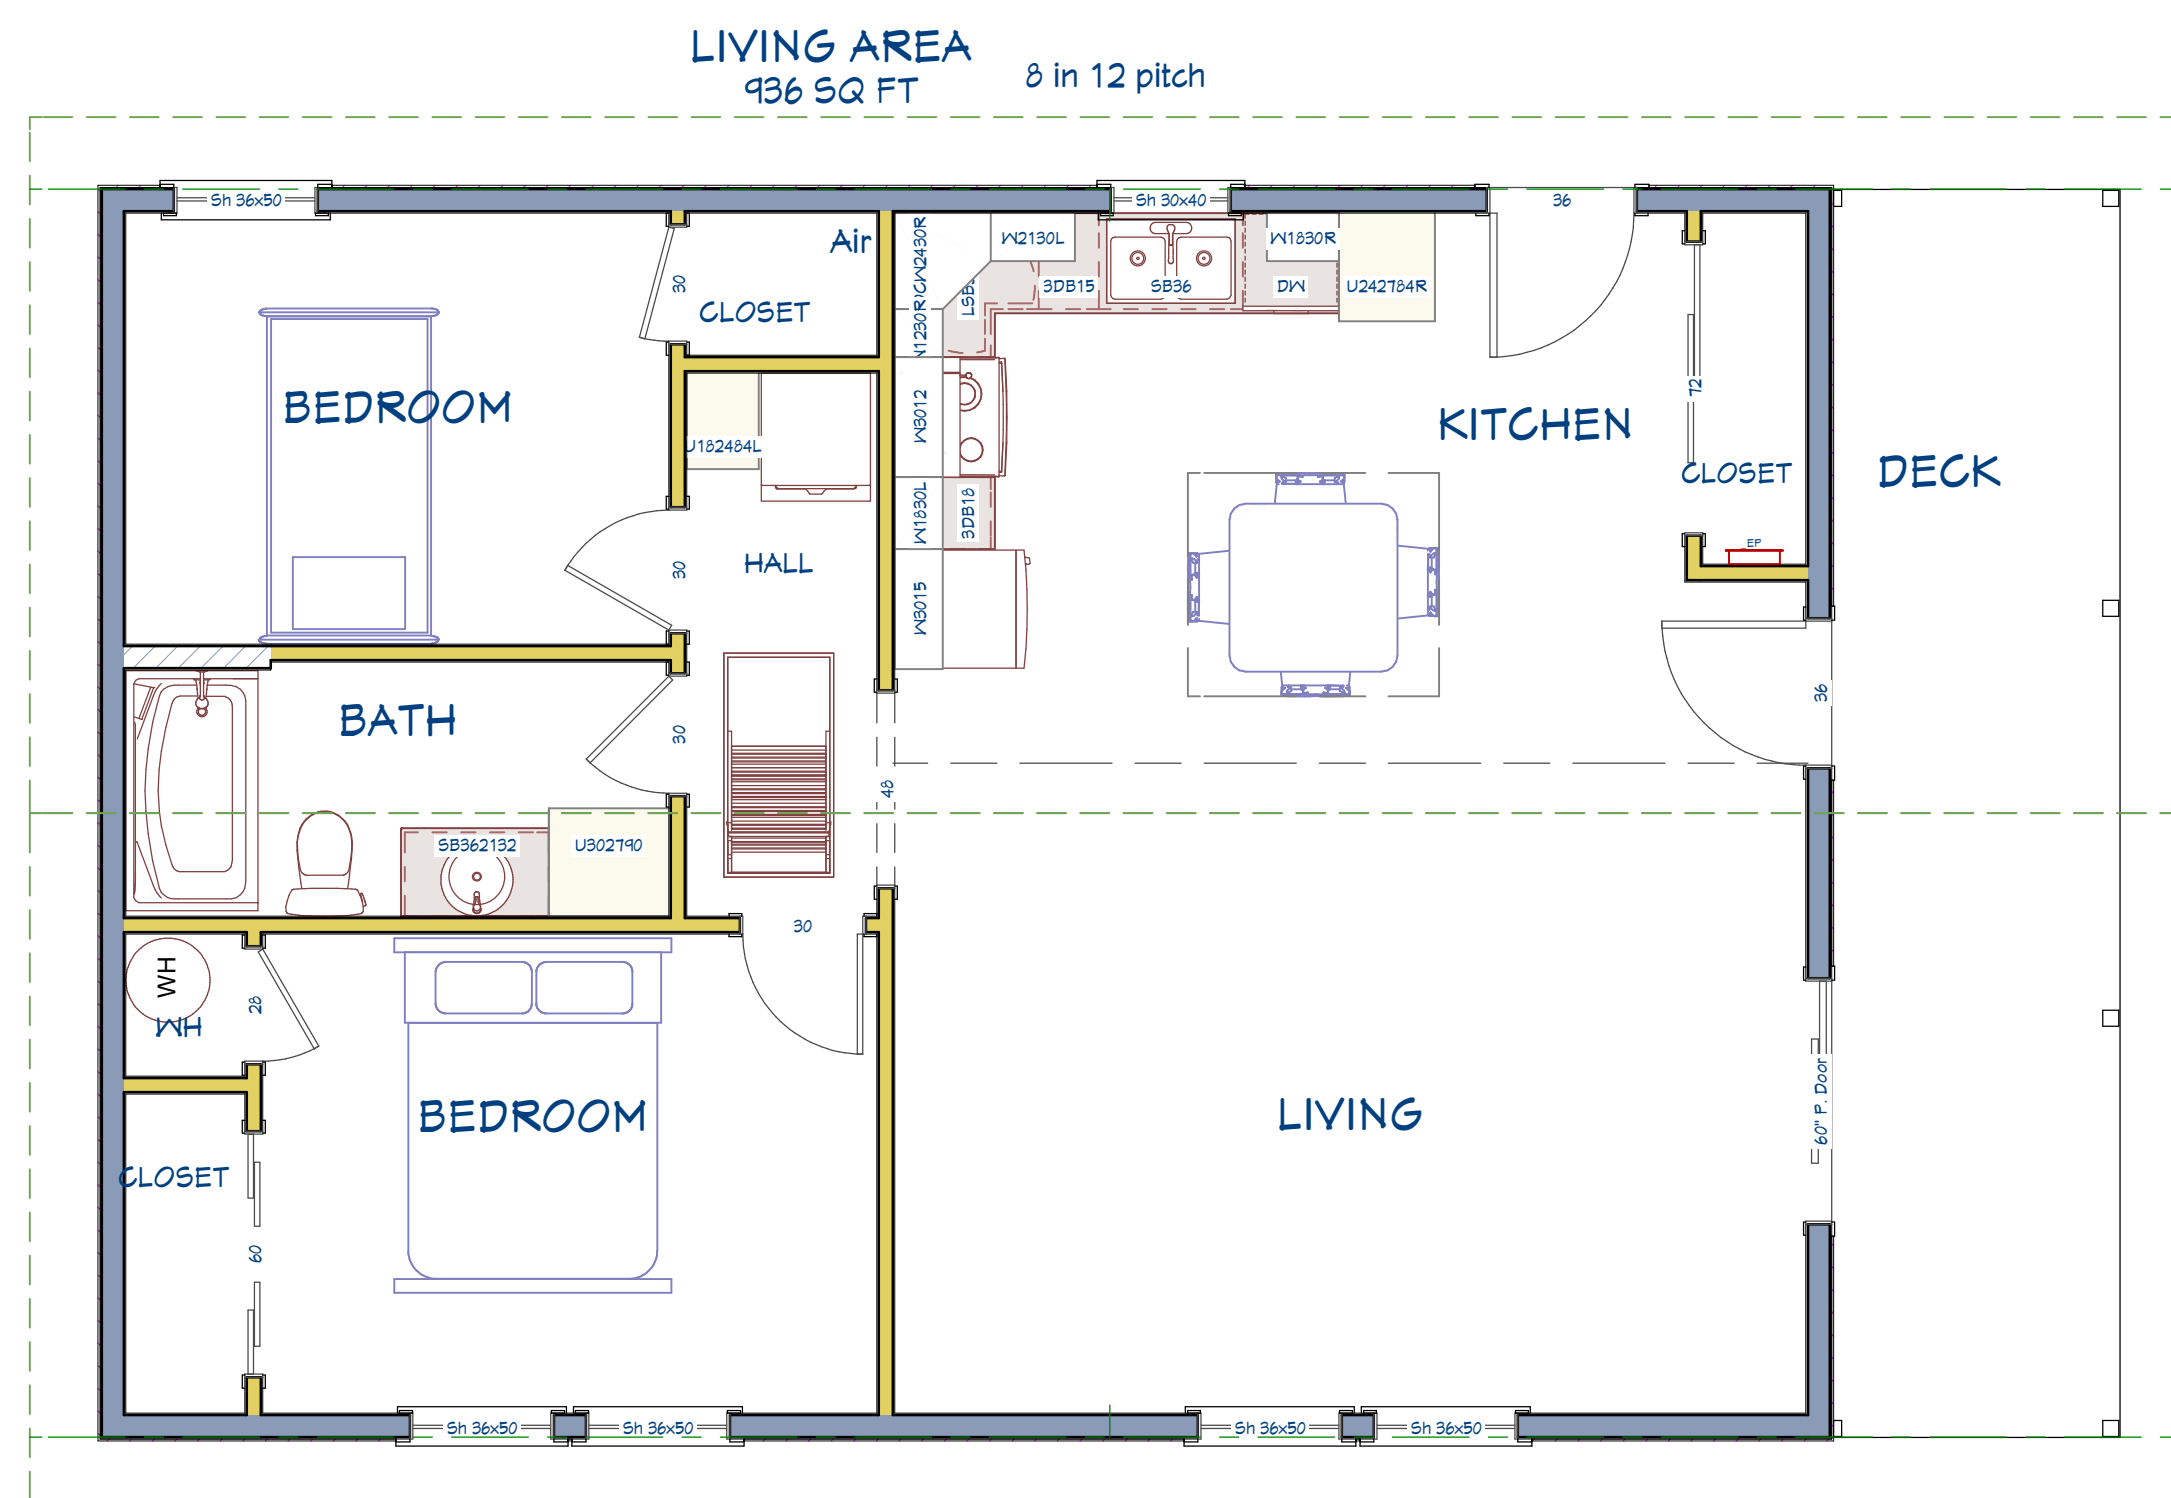 LIVING AREA
936 SQ FT
8 in 12 pitch
Sh 36x50
Sh 30x40
36
Air
CLOSET
30
W2430R
W2130L
3DB15
SB36
W1830R
DW
U242784R
BEDROOM
U182484L
W3012
KITCHEN
72
CLOSET
DECK
W1830L
3DB18
HALL
30
EP
W3015
BATH
30
36
48
SB362132
U302790
30
WH
WH
28
BEDROOM
LIVING
60" P. Door
CLOSET
60
Sh 36x50
Sh 36x50
Sh 36x50
Sh 36x50